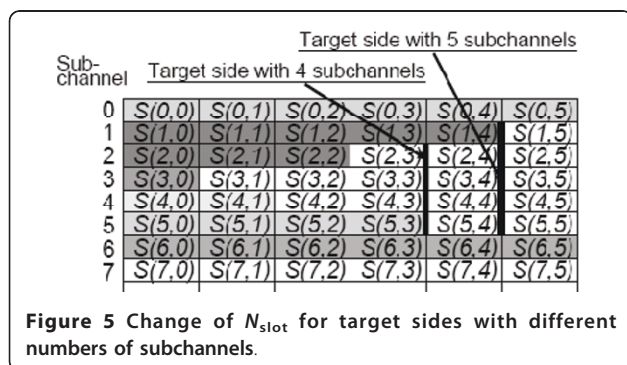 Target side with 5 subchannels
Sub-
channel
Target side with 4 subchannels
0 S(0,0) S(0,1) S(0,2) S(0,3) S(0,4) S(0,5)
1 S(1,0) S(1,1) S(1,2) S(1,3) S(1,4) S(1,5)
2 S(2,0) S(2,1) S(2,2) S(2,3) S(2,4) S(2,5)
3 S(3,0) S(3,1) S(3,2) S(3,3) S(3,4) S(3,5)
4 S(4,0) S(4,1) S(4,2) S(4,3) S(4,4) S(4,5)
5 S(5,0) S(5,1) S(5,2) S(5,3) S(5,4) S(5,5)
6 S(6,0) S(6,1) S(6,2) S(6,3) S(6,4) S(6,5)
7 S(7,0) S(7,1) S(7,2) S(7,3) S(7,4) S(7,5)
Figure 5 Change of Nslot for target sides with different
numbers of subchannels.